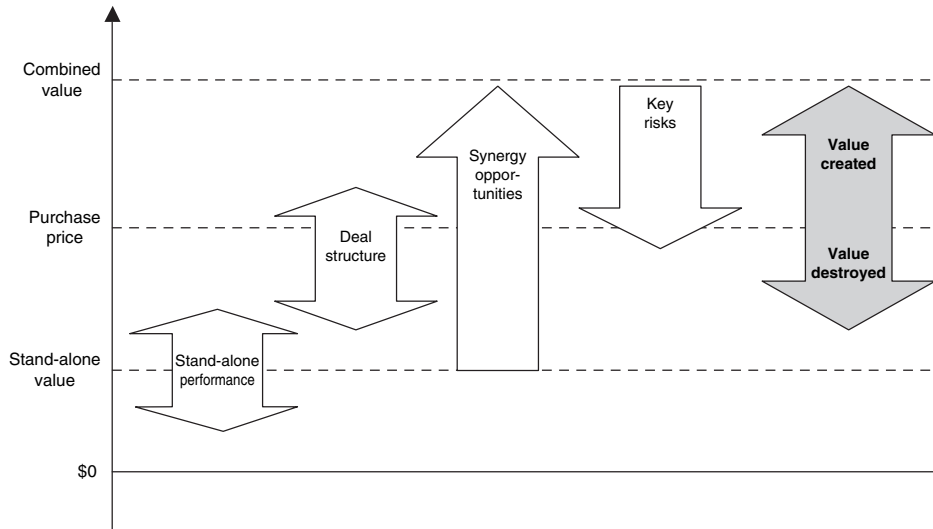 Combined
value
Key
risks
Value
created
Synergy
oppor-
tunities
Purchase
price
Deal
structure
Value
destroyed
Stand-alone
value
Stand-alone
performance
$0